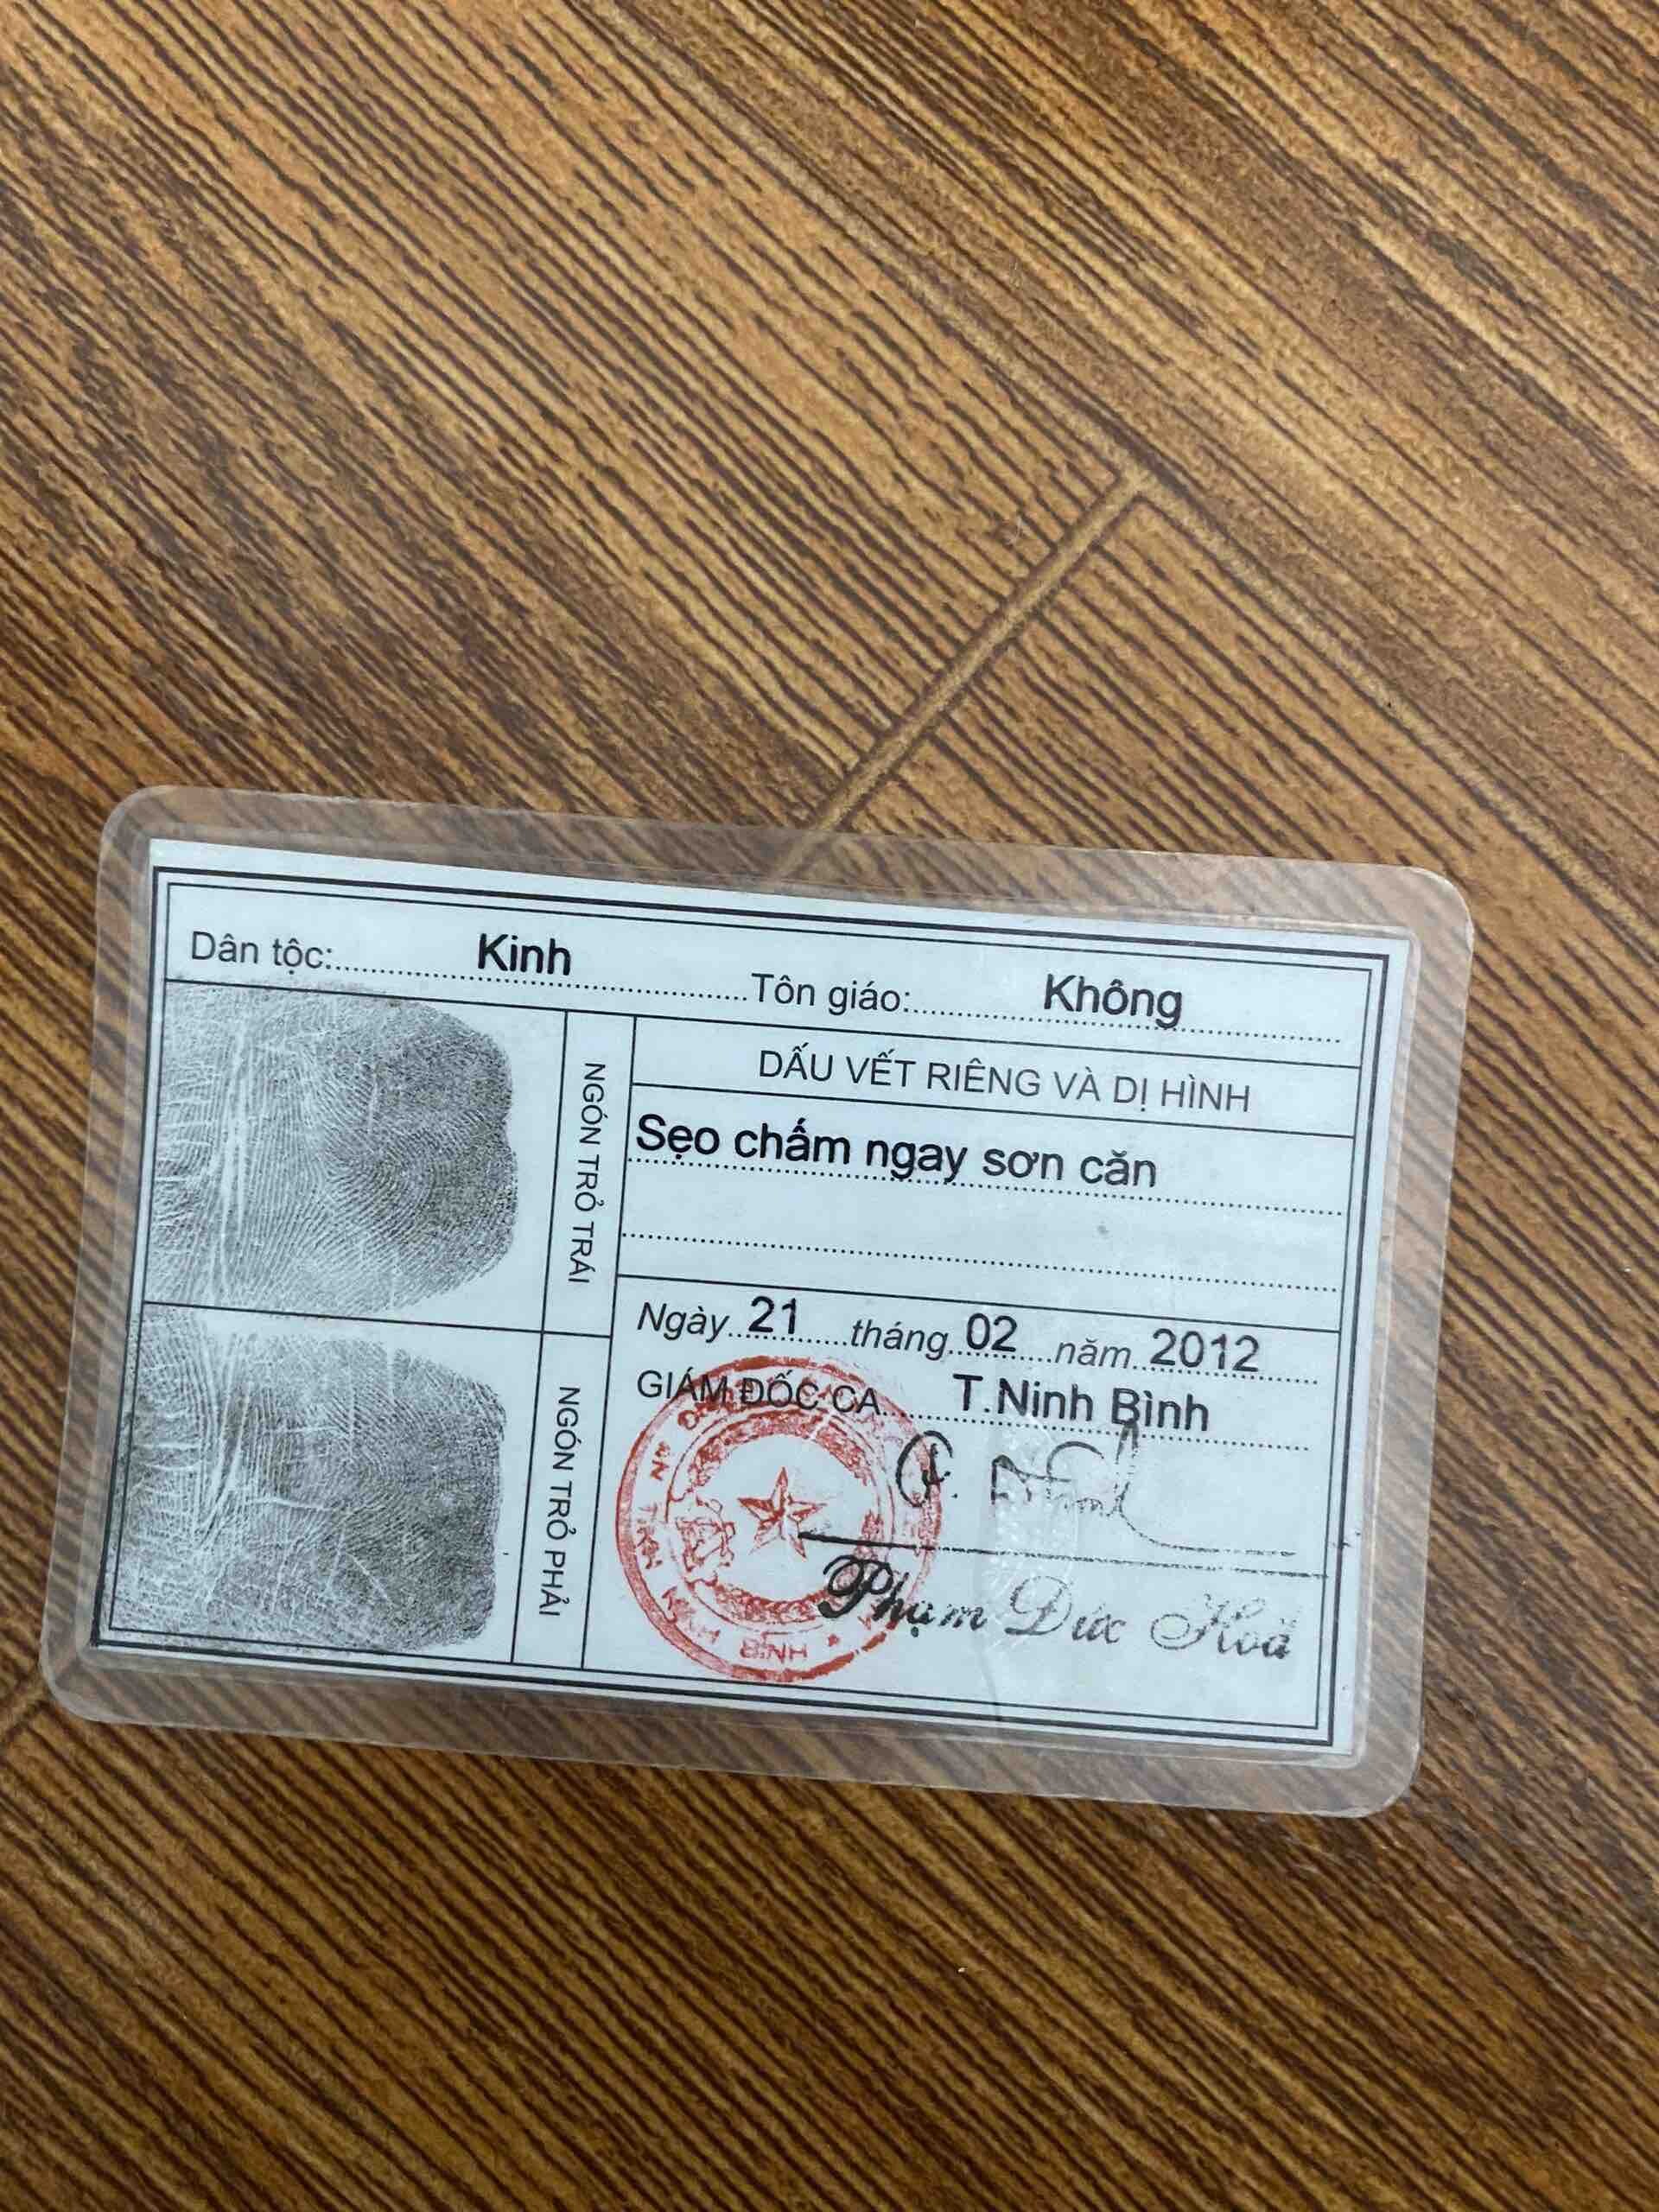 Dân tộc: Kinh Tôn giáo: Không
NGÓN TRỎ TRÁI
NGÓN TRỎ PHẢI
DẤU VẾT RIÊNG VÀ DỊ HÌNH
Sẹo chấm ngay sơn căn
Ngày 21 tháng 02 năm 2012
GIÁM ĐỐC CA T.Ninh Bình
BÌNH
Phạm Đức Hoà